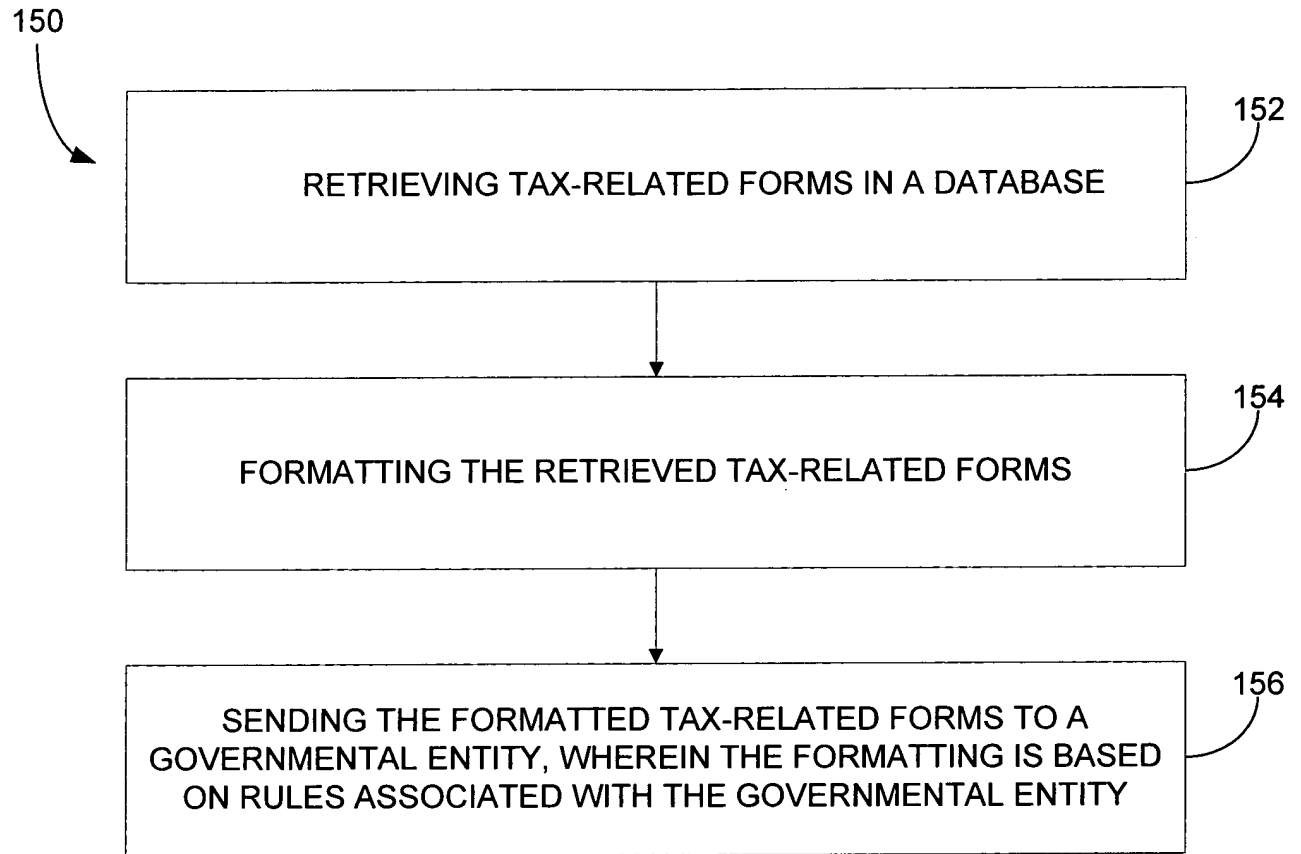 150
152
RETRIEVING TAX-RELATED FORMS IN A DATABASE
154
FORMATTING THE RETRIEVED TAX-RELATED FORMS
156
SENDING THE FORMATTED TAX-RELATED FORMS TO A
GOVERNMENTAL ENTITY, WHEREIN THE FORMATTING IS BASED
ON RULES ASSOCIATED WITH THE GOVERNMENTAL ENTITY